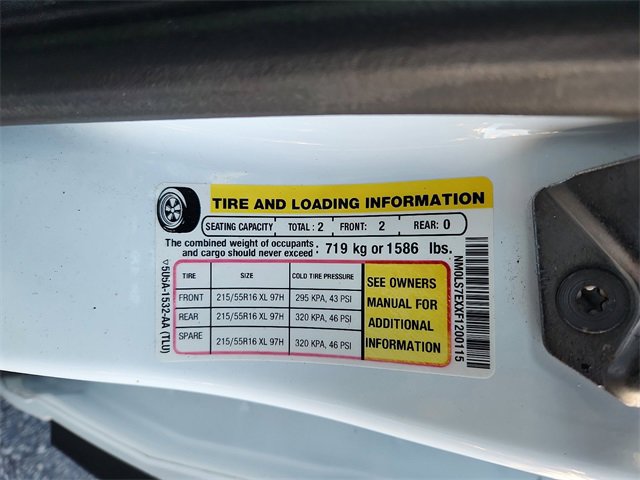 TIRE AND LOADING INFORMATION
SEATING CAPACITY TOTAL : 2 FRONT: 2 REAR: 0
The combined weight of occupants
and cargo should never exceed : 719 kg or 1586 lbs.
TIRE SIZE COLD TIRE PRESSURE
FRONT 215/55R16 XL 97H 295 KPA, 43 PSI
REAR 215/55R16 XL 97H 320 KPA, 46 PSI
SPARE 215/55R16 XL 97H 320 KPA, 46 PSI
SEE OWNERS
MANUAL FOR
ADDITIONAL
INFORMATION
5U5A-1532-AA (TLU)
NM0LS7EXXF1200115